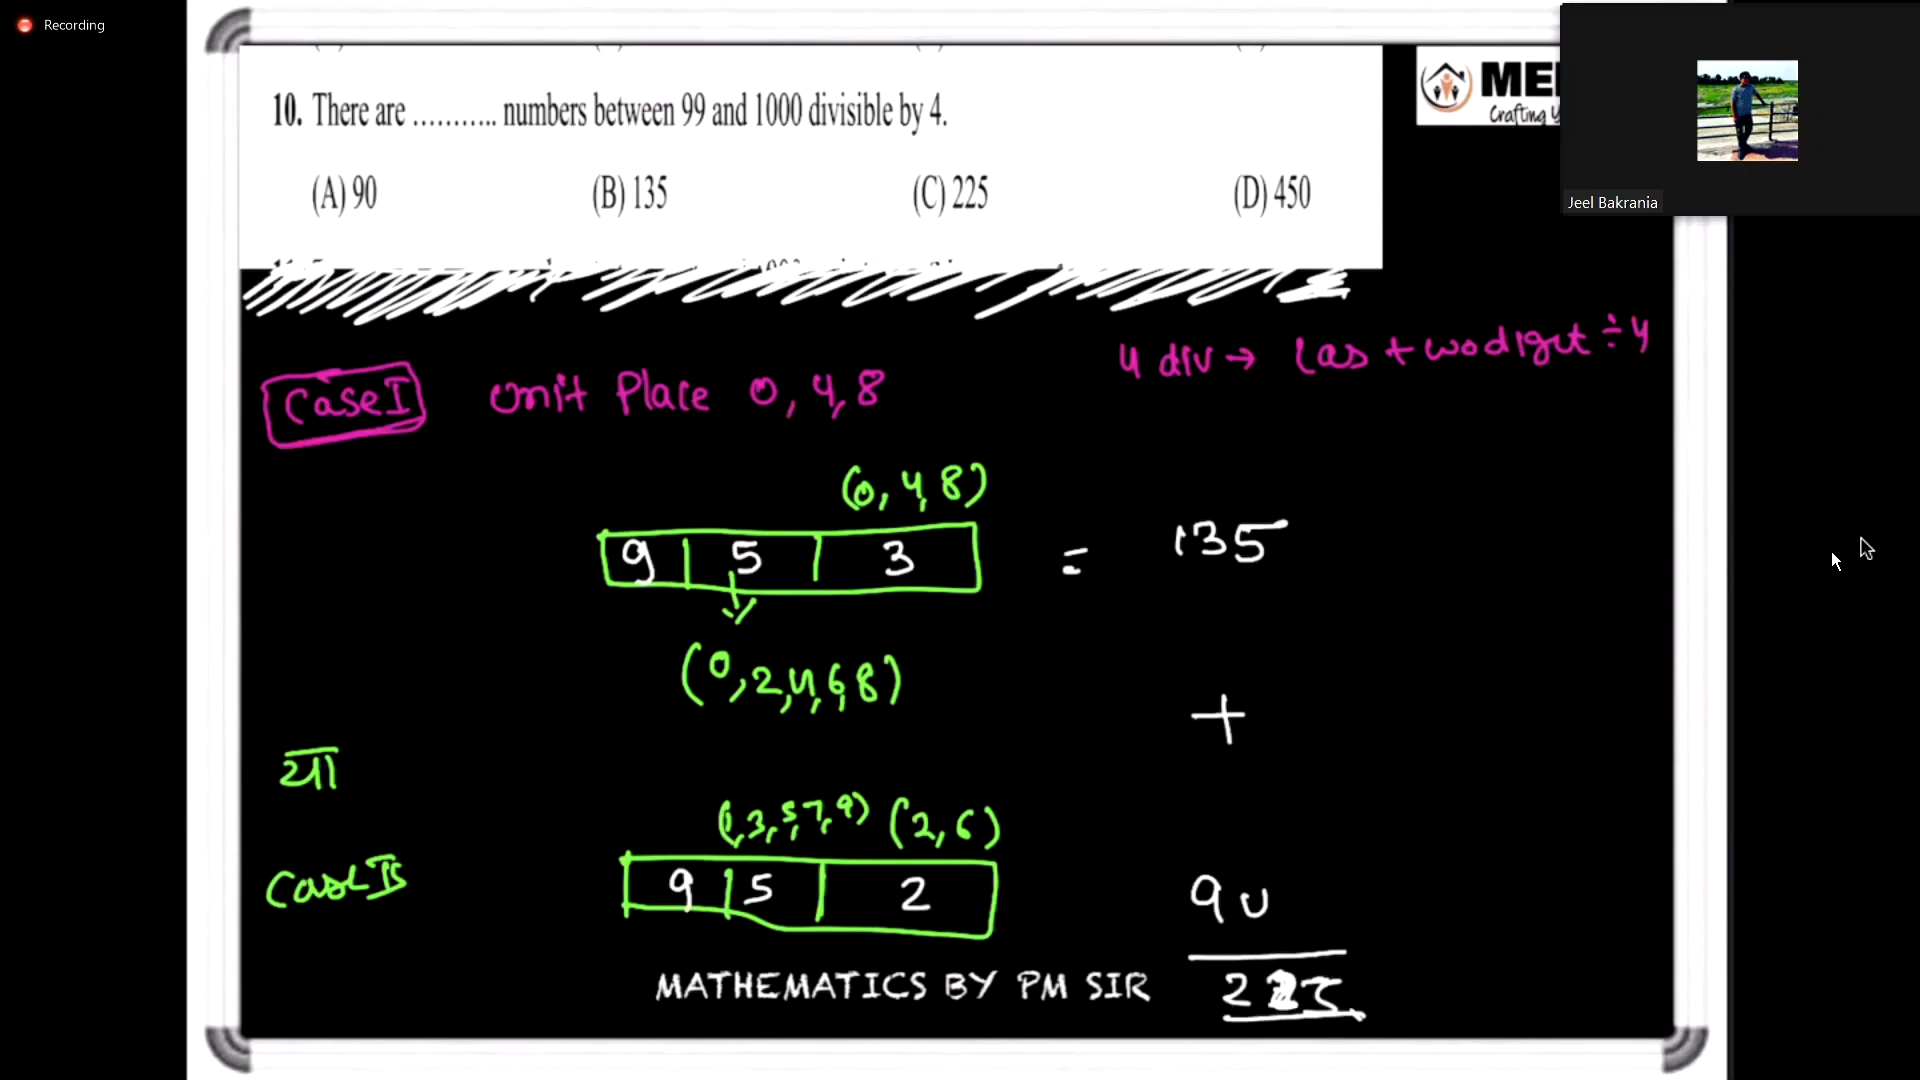 Recording
10. There are ........... numbers between 99 and 1000 divisible by 4.
(A) 90 (B) 135 (C) 225 (D) 450
Crafting
Jeel Bakrania
4 div → las two digit ÷ 4
Case I Unit Place 0, 4, 8
(0, 4, 8)
9 5 3 = 135
(0, 2, 4, 6, 8)
+
या
(1, 3, 5, 7, 9) (2, 6)
Case II 9 5 2 90
MATHEMATICS BY PM SIR 225